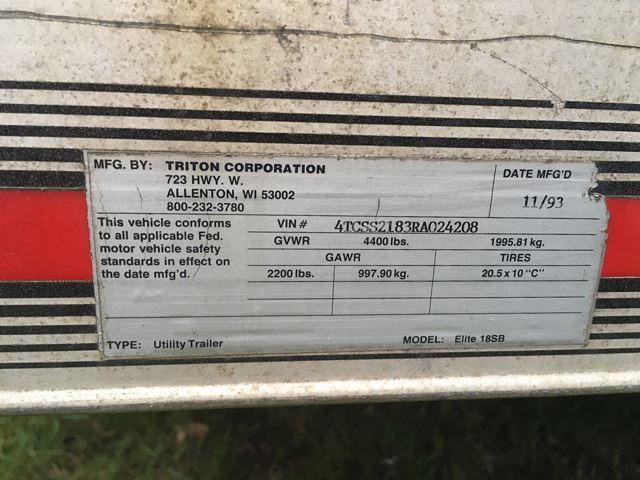 MFG. BY: TRITON CORPORATION
723 HWY. W.
ALLENTON, WI 53002
800-232-3780
DATE MFG'D
11/93
This vehicle conforms
to all applicable Fed.
motor vehicle safety
standards in effect on
the date mfg'd.
VIN # 4TCSS2183RA024208
GVWR 4400 lbs. 1995.81 kg.
GAWR TIRES
2200 lbs. 997.90 kg. 20.5 x 10 "C"
TYPE: Utility Trailer MODEL: Elite 18SB